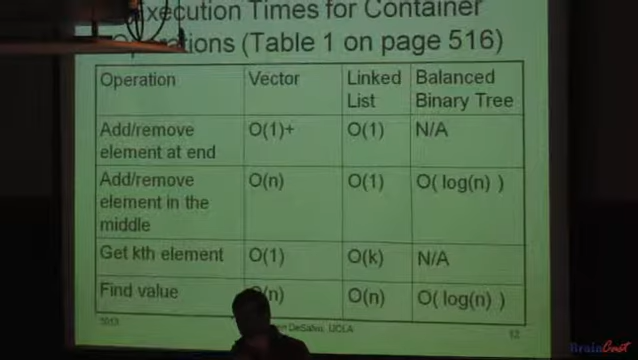 Execution Times for Container
Operations (Table 1 on page 516)
Operation Vector Linked List Balanced Binary Tree
Add/remove element at end O(1)+ O(1) N/A
Add/remove element in the middle O(n) O(1) O( log(n) )
Get kth element O(1) O(k) N/A
Find value O(n) O(n) O( log(n) )
2013 DeSalvo, UCLA 12
BrainCust